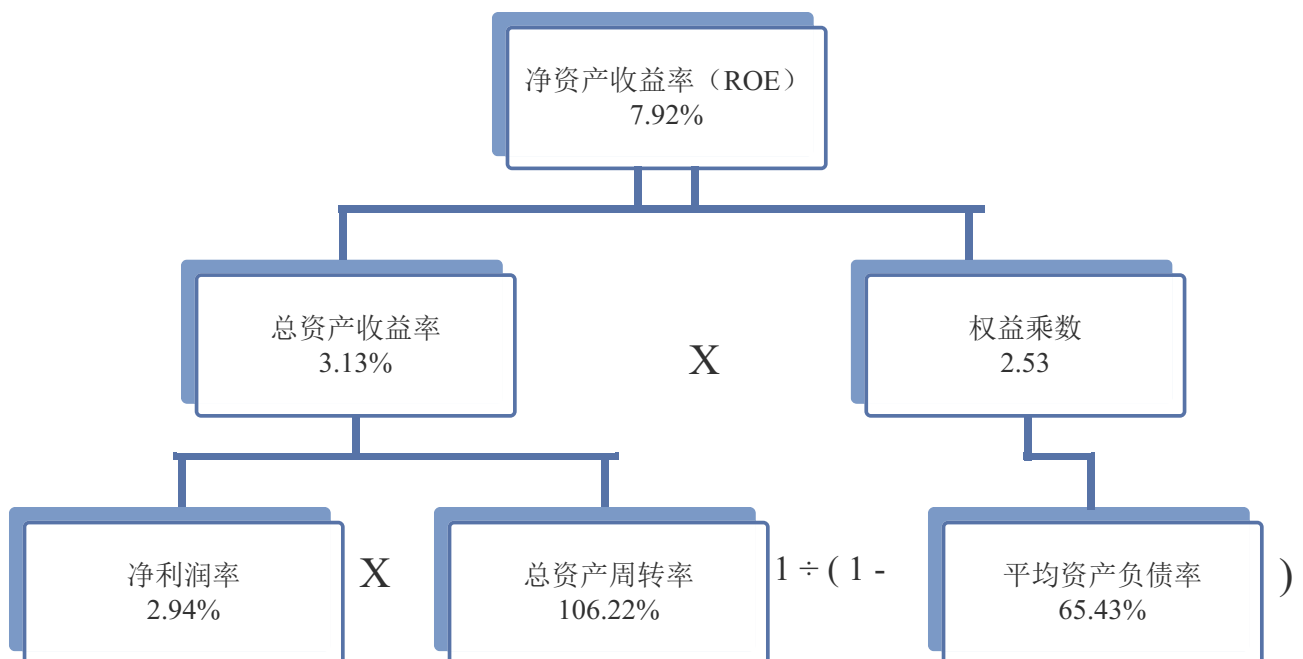 净资产收益率（ROE）
7.92%
总资产收益率
3.13%
X
权益乘数
2.53
净利润率
2.94%
X
总资产周转率
106.22%
1 ÷ ( 1 -
平均资产负债率
65.43%
)